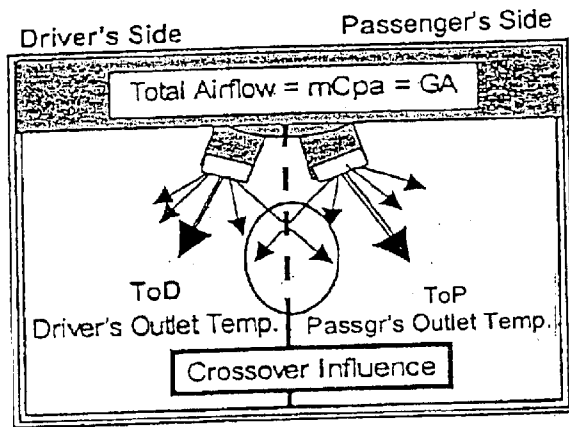 Driver's Side
Passenger's Side
Total Airflow = mCpa = GA
ToD
Driver's Outlet Temp.
ToP
Passgr's Outlet Temp.
Crossover Influence